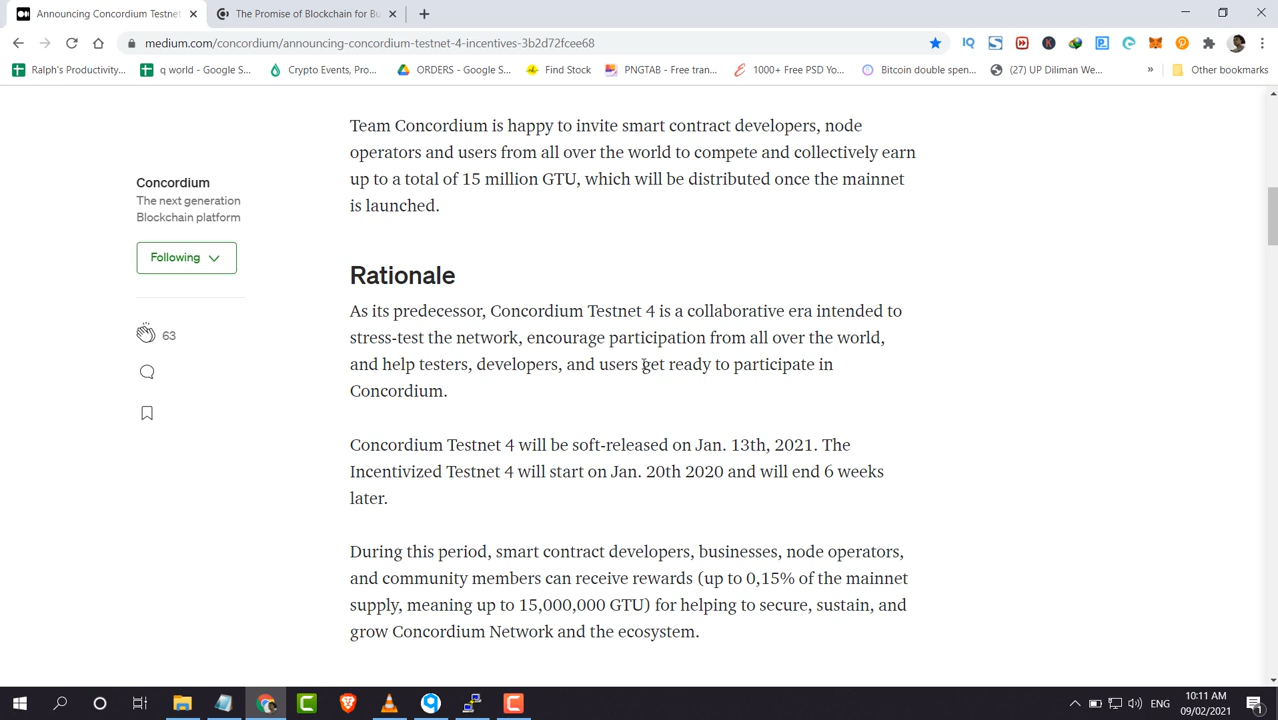 Announcing Concordium Testnet
The Promise of Blockchain for Bu
medium.com/concordium/announcing-concordium-testnet-4-incentives-3b2d72fcee68
Ralph's Productivity...
q world - Google S...
Crypto Events, Pro...
ORDERS - Google S...
Find Stock
PNGTAB - Free tran...
1000+ Free PSD Yo...
Bitcoin double spen...
(27) UP Diliman We...
»
Other bookmarks
Concordium
The next generation
Blockchain platform
Following
63
Team Concordium is happy to invite smart contract developers, node
operators and users from all over the world to compete and collectively earn
up to a total of 15 million GTU, which will be distributed once the mainnet
is launched.
Rationale
As its predecessor, Concordium Testnet 4 is a collaborative era intended to
stress-test the network, encourage participation from all over the world,
and help testers, developers, and users get ready to participate in
Concordium.
Concordium Testnet 4 will be soft-released on Jan. 13th, 2021. The
Incentivized Testnet 4 will start on Jan. 20th 2020 and will end 6 weeks
later.
During this period, smart contract developers, businesses, node operators,
and community members can receive rewards (up to 0,15% of the mainnet
supply, meaning up to 15,000,000 GTU) for helping to secure, sustain, and
grow Concordium Network and the ecosystem.
ENG
10:11 AM
09/02/2021
1